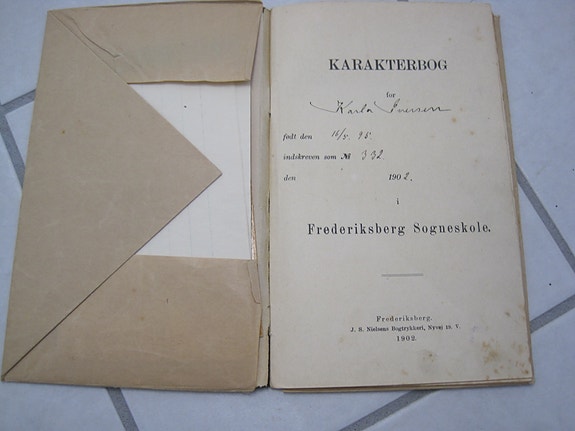 KARAKTERBOG
for
Karla Iversen
født den 16/5. 95.
indskreven som № 332.
den 1902.
i
Frederiksberg Sogneskole.
Frederiksberg.
J. S. Nielsens Bogtrykkeri, Nyvej 19. V.
1902.